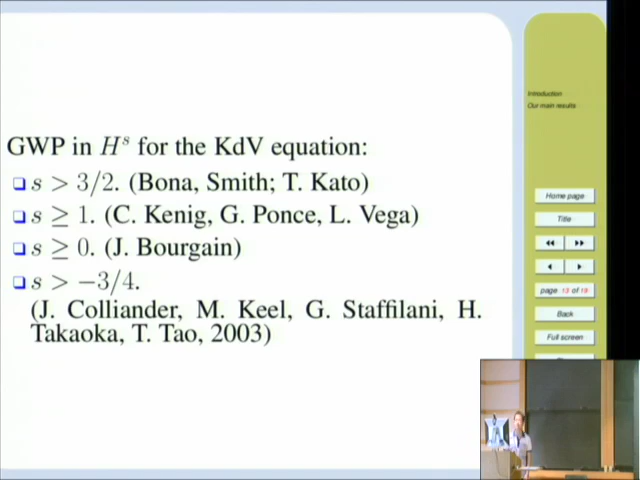 GWP in H^s for the KdV equation:
s > 3/2. (Bona, Smith; T. Kato)
s ≥ 1. (C. Kenig, G. Ponce, L. Vega)
s ≥ 0. (J. Bourgain)
s > −3/4.
(J. Colliander, M. Keel, G. Staffilani, H.
Takaoka, T. Tao, 2003)
Introduction
Our main results
Home page
Title
page 13 of 19
Back
Full screen